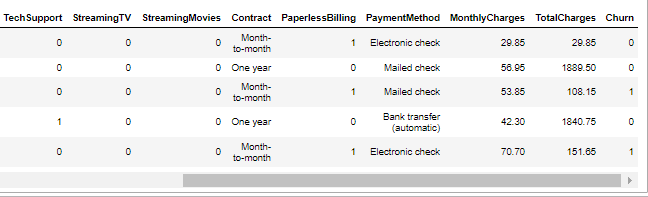 TechSupport StreamingTV StreamingMovies Contract PaperlessBilling PaymentMethod MonthlyCharges TotalCharges Churn
0 0 0 Month-to-month 1 Electronic check 29.85 29.85 0
0 0 0 One year 0 Mailed check 56.95 1889.50 0
0 0 0 Month-to-month 1 Mailed check 53.85 108.15 1
1 0 0 One year 0 Bank transfer (automatic) 42.30 1840.75 0
0 0 0 Month-to-month 1 Electronic check 70.70 151.65 1